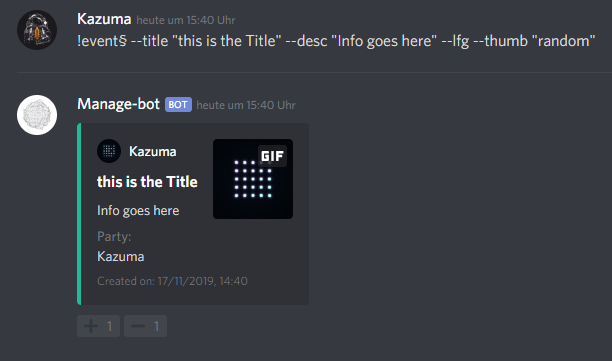 Kazuma heute um 15:40 Uhr
!event§ --title "this is the Title" --desc "Info goes here" --lfg --thumb "random"
Manage-bot BOT heute um 15:40 Uhr
Kazuma
GIF
this is the Title
Info goes here
Party:
Kazuma
Created on: 17/11/2019, 14:40
+ 1 − 1